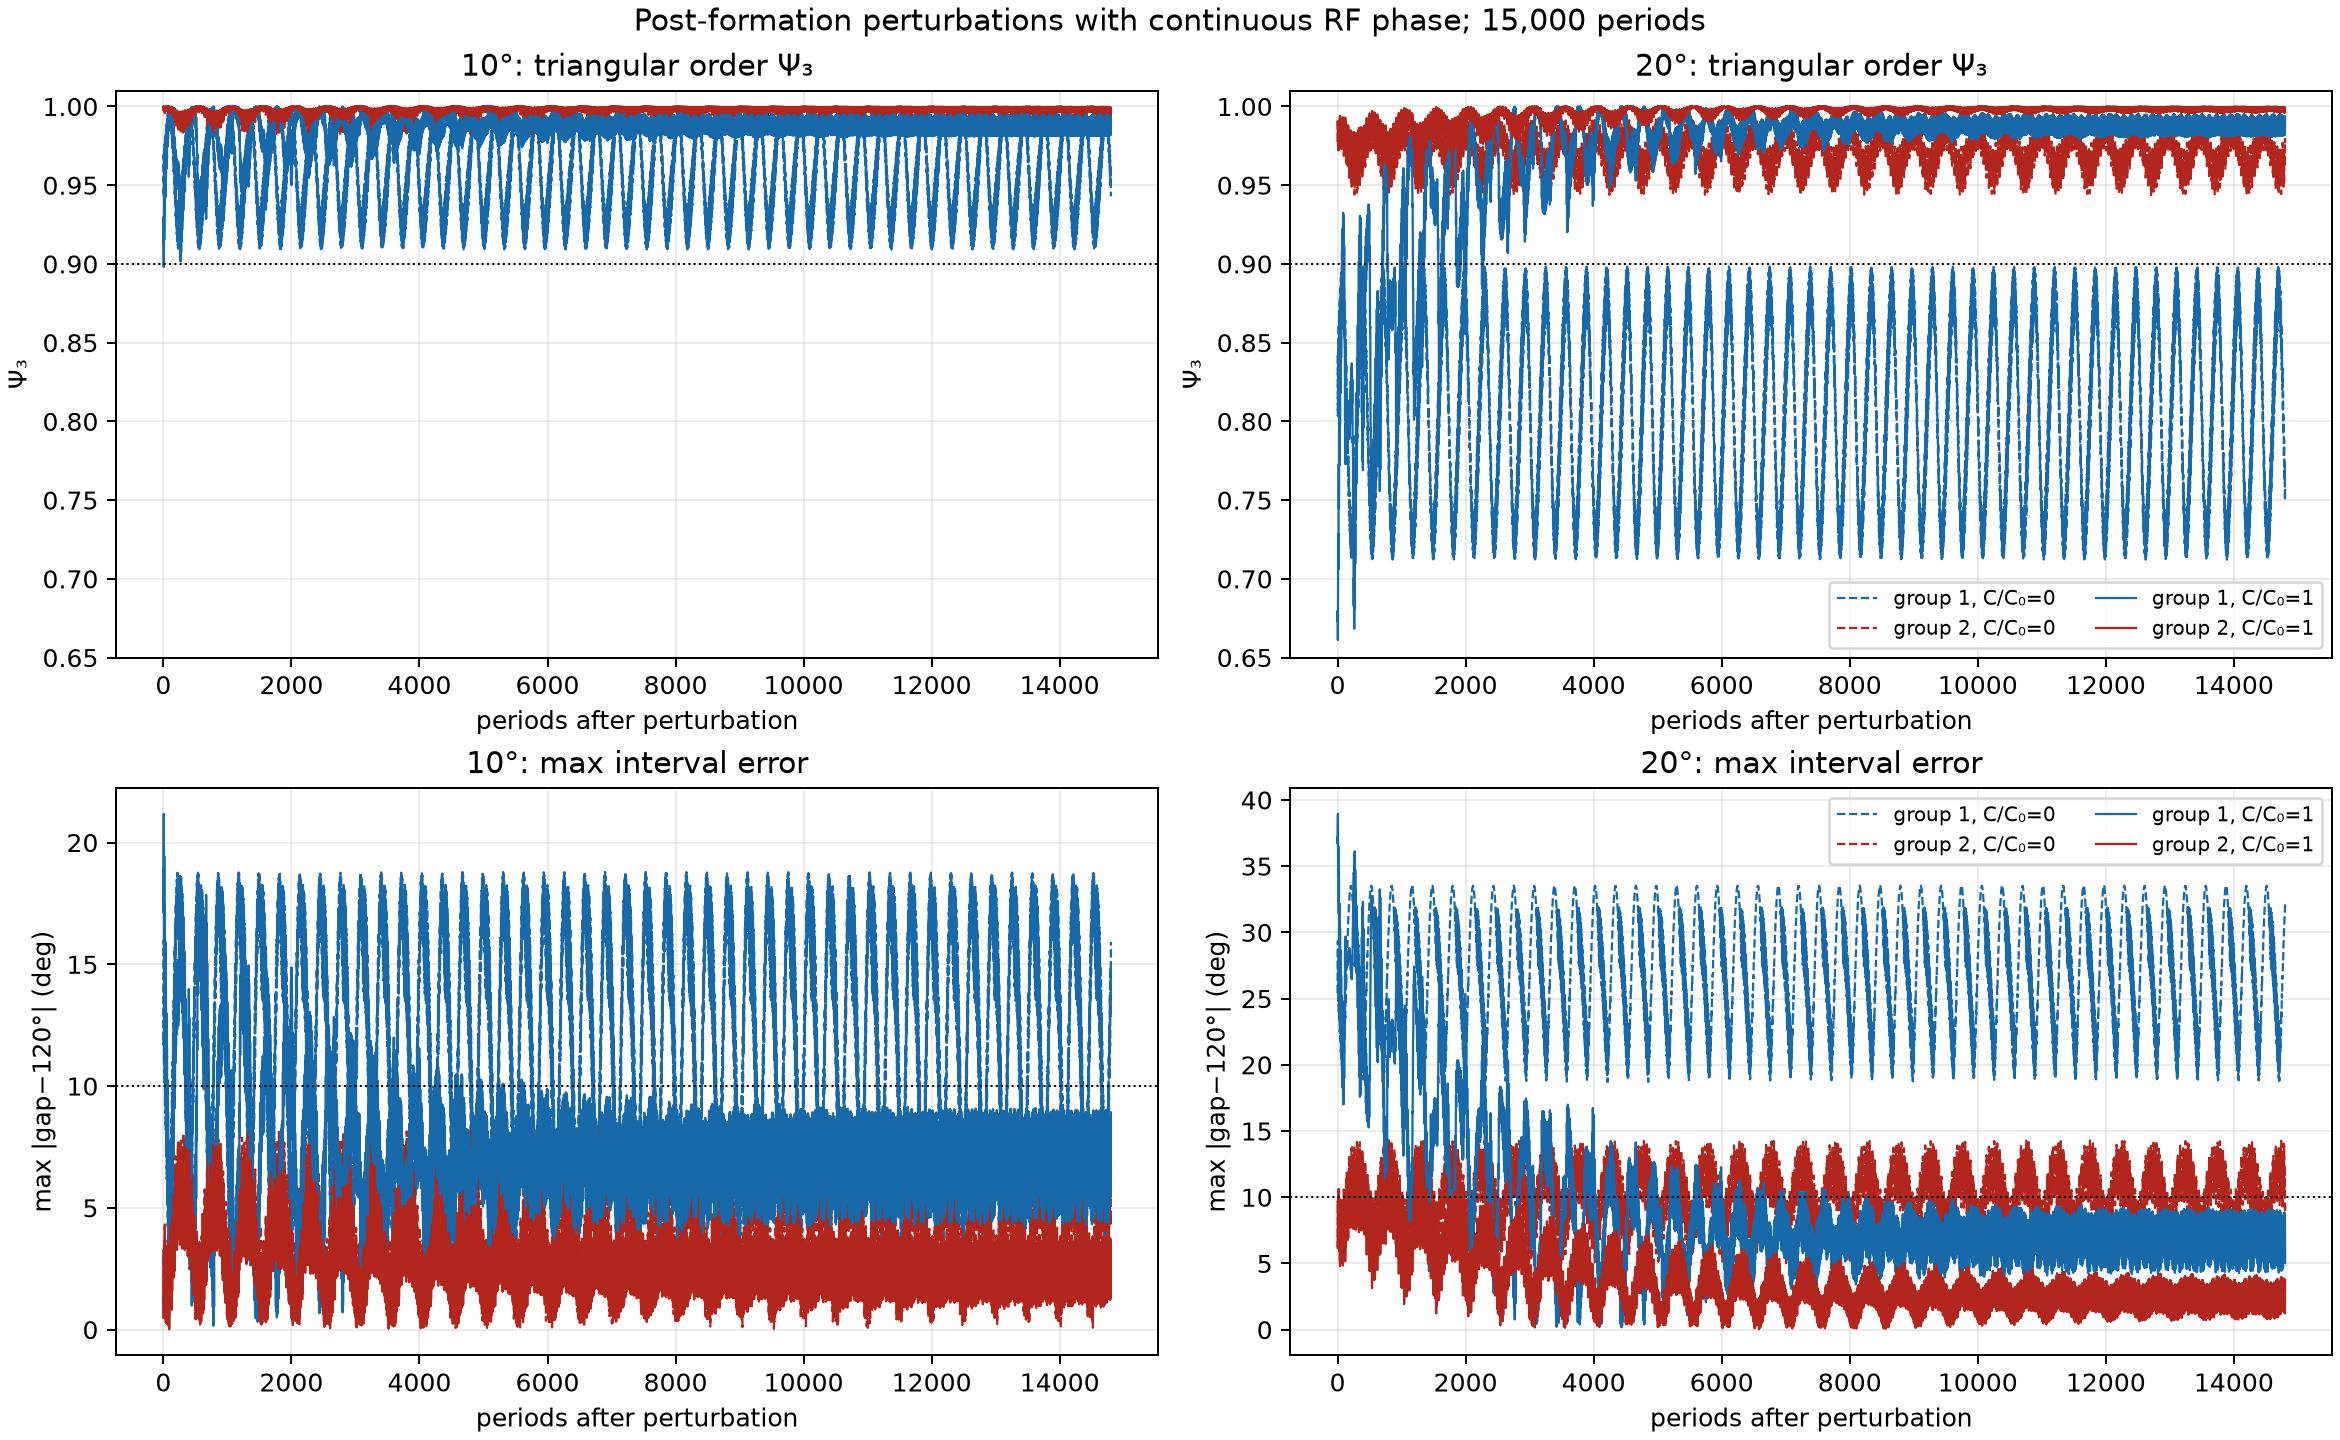 Post-formation perturbations with continuous RF phase; 15,000 periods
10°: triangular order Ψ₃
1.00
0.95
0.90
0.85
0.80
0.75
0.70
0.65
Ψ₃
0 2000 4000 6000 8000 10000 12000 14000
periods after perturbation
20°: triangular order Ψ₃
1.00
0.95
0.90
0.85
0.80
0.75
0.70
0.65
Ψ₃
group 1, C/C₀=0 group 1, C/C₀=1
group 2, C/C₀=0 group 2, C/C₀=1
0 2000 4000 6000 8000 10000 12000 14000
periods after perturbation
10°: max interval error
20
15
10
5
0
max |gap−120°| (deg)
0 2000 4000 6000 8000 10000 12000 14000
periods after perturbation
20°: max interval error
40
35
30
25
20
15
10
5
0
max |gap−120°| (deg)
group 1, C/C₀=0 group 1, C/C₀=1
group 2, C/C₀=0 group 2, C/C₀=1
0 2000 4000 6000 8000 10000 12000 14000
periods after perturbation